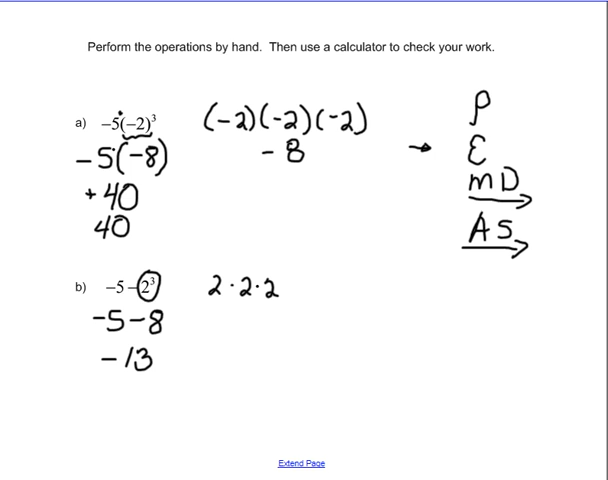 Perform the operations by hand. Then use a calculator to check your work.
a) −5(−2)³ (-2)(-2)(-2)
-5(-8) -8
+40
40
P
E
MD
AS
b) −5−2³ 2·2·2
-5-8
-13
Extend Page